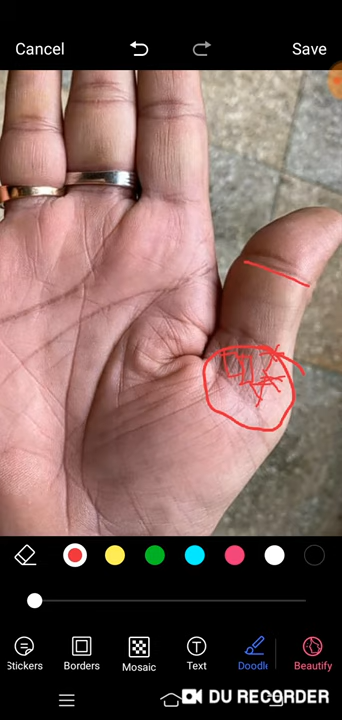 Cancel
Save
Stickers
Borders
Mosaic
Text
Doodle
Beautify
DU RECORDER